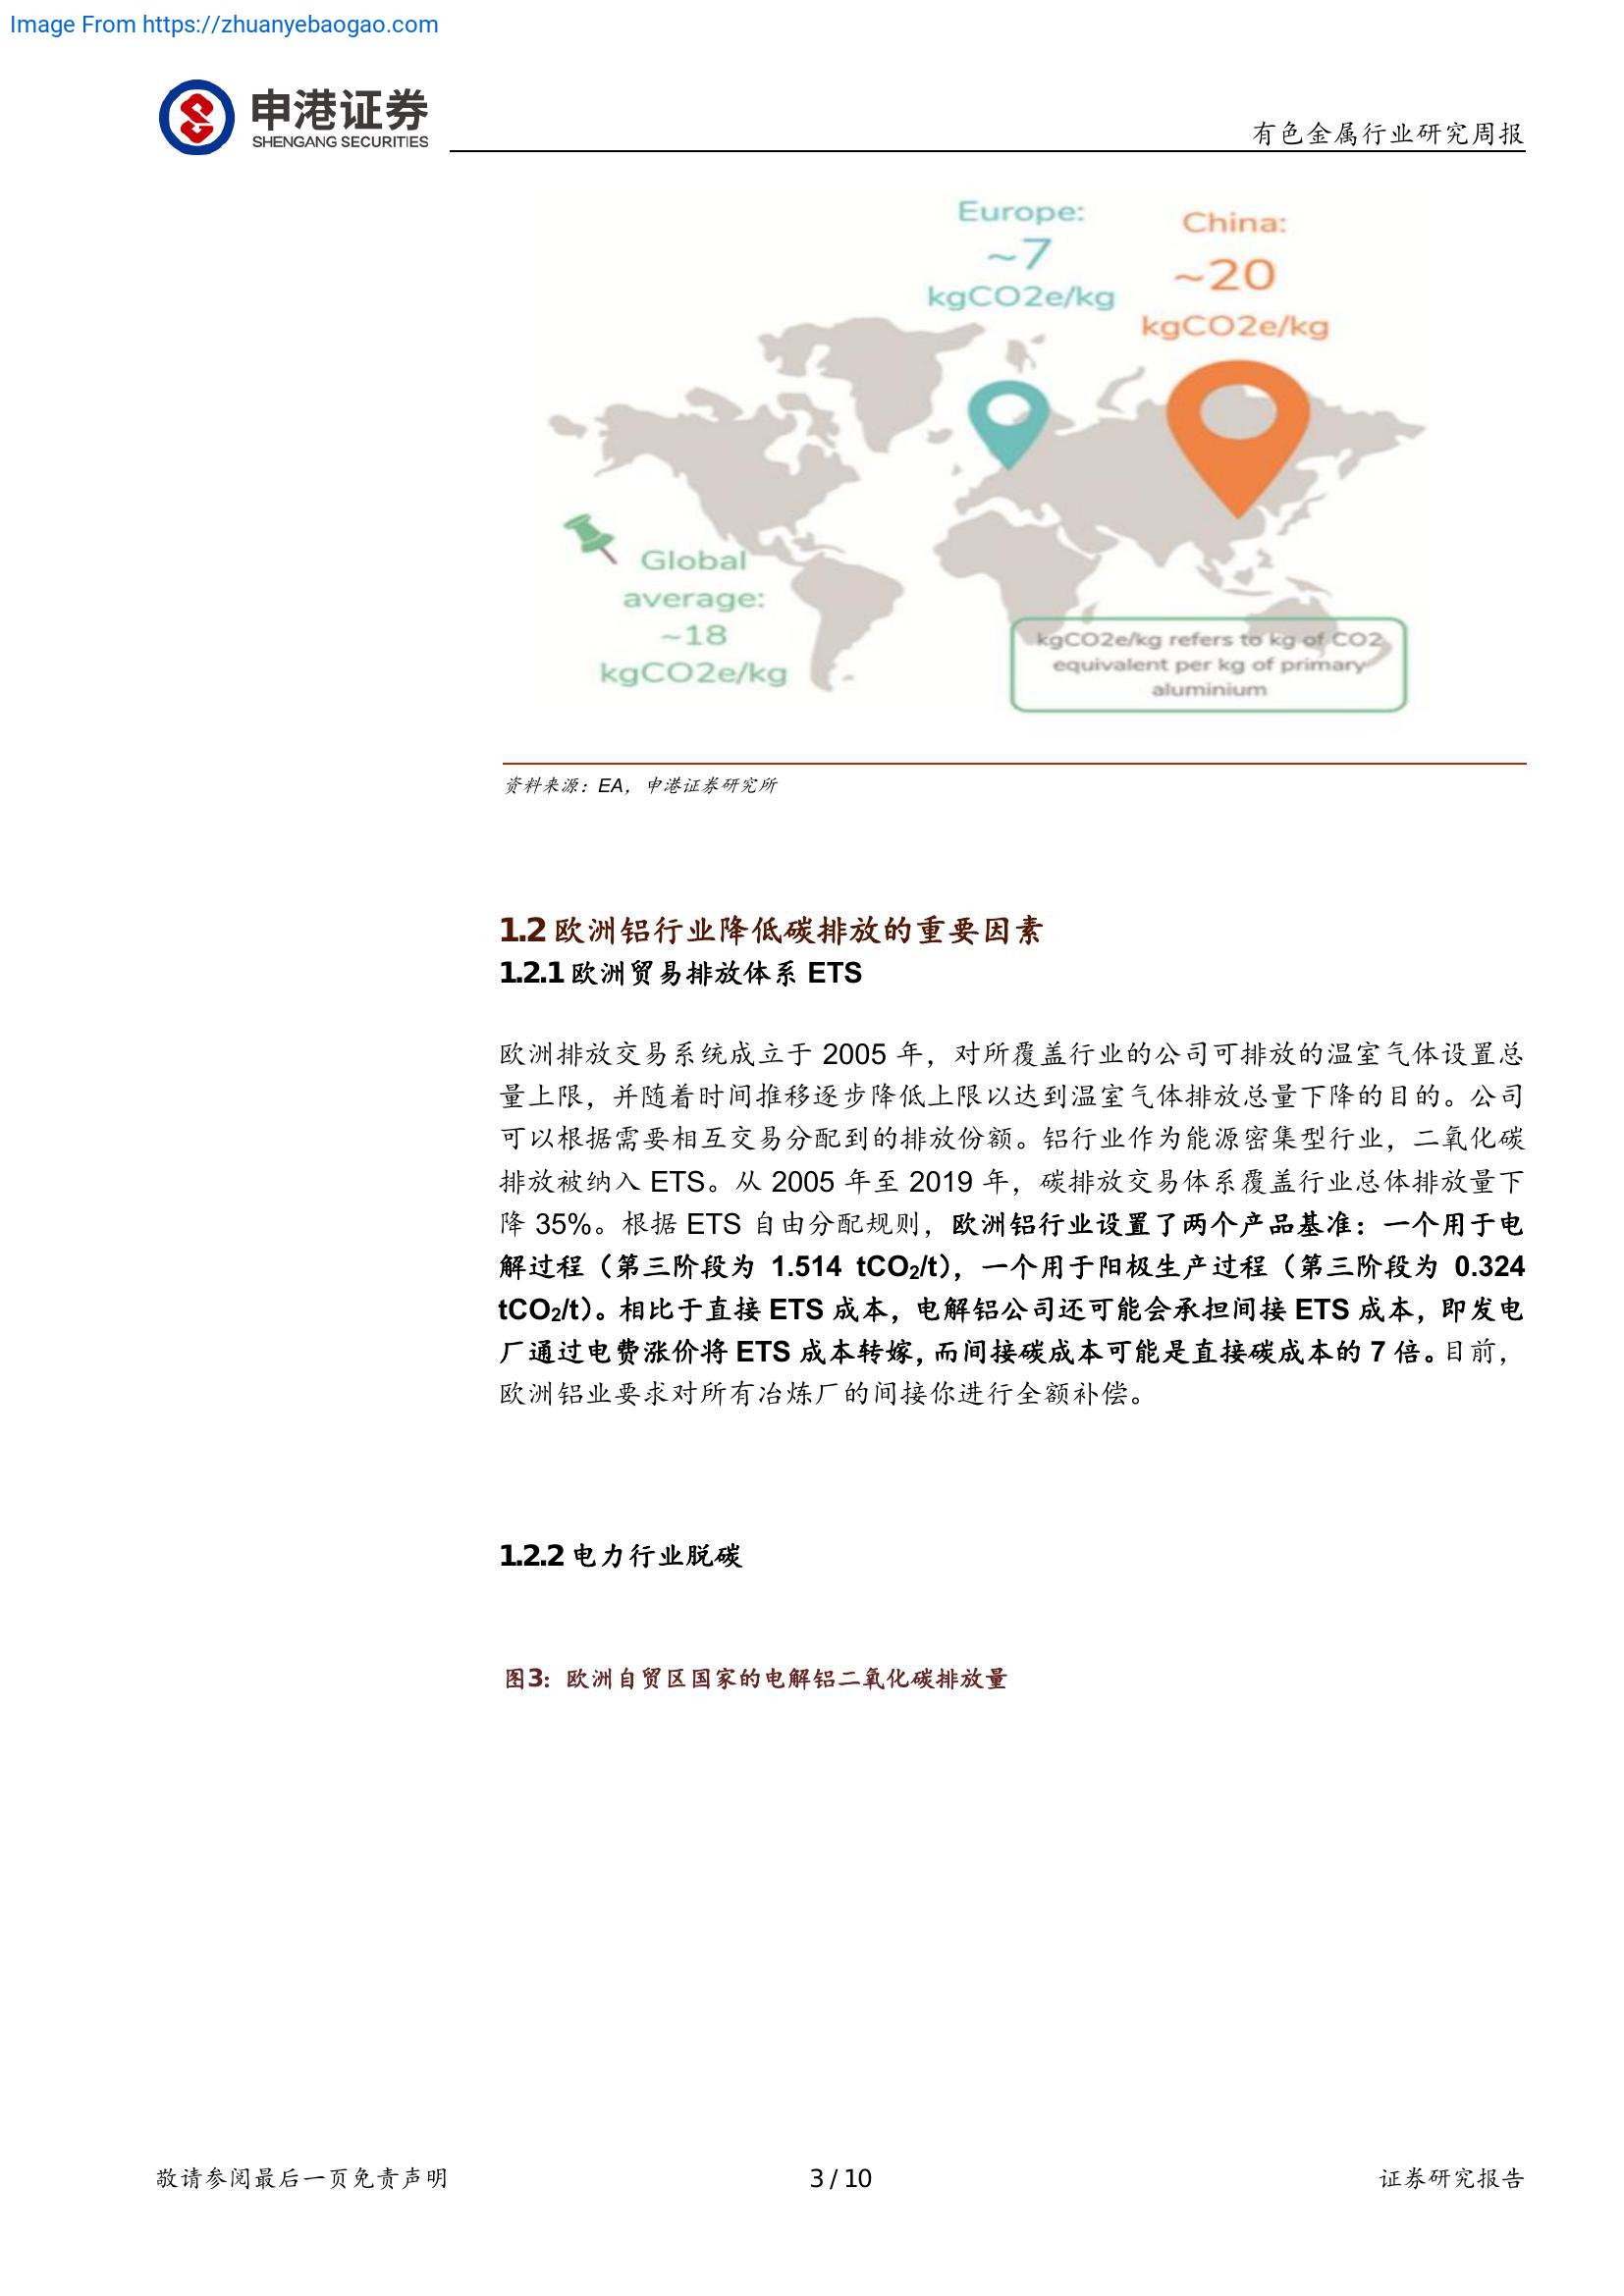 Image From https://zhuanyebaogao.com
申港证券
SHENGANG SECURITIES
有色金属行业研究周报
Europe:
~7
kgCO2e/kg
China:
~20
kgCO2e/kg
Global
average:
~18
kgCO2e/kg
kgCO2e/kg refers to kg of CO2
equivalent per kg of primary
aluminium
资料来源：EA，申港证券研究所
1.2 欧洲铝行业降低碳排放的重要因素
1.2.1 欧洲贸易排放体系 ETS
欧洲排放交易系统成立于 2005 年，对所覆盖行业的公司可排放的温室气体设置总
量上限，并随着时间推移逐步降低上限以达到温室气体排放总量下降的目的。公司
可以根据需要相互交易分配到的排放份额。铝行业作为能源密集型行业，二氧化碳
排放被纳入 ETS。从 2005 年至 2019 年，碳排放交易体系覆盖行业总体排放量下
降 35%。根据 ETS 自由分配规则，欧洲铝行业设置了两个产品基准：一个用于电
解过程（第三阶段为 1.514 tCO₂/t），一个用于阳极生产过程（第三阶段为 0.324
tCO₂/t）。相比于直接 ETS 成本，电解铝公司还可能会承担间接 ETS 成本，即发电
厂通过电费涨价将 ETS 成本转嫁，而间接碳成本可能是直接碳成本的 7 倍。目前，
欧洲铝业要求对所有冶炼厂的间接你进行全额补偿。
1.2.2 电力行业脱碳
图3：欧洲自贸区国家的电解铝二氧化碳排放量
敬请参阅最后一页免责声明
3 / 10
证券研究报告